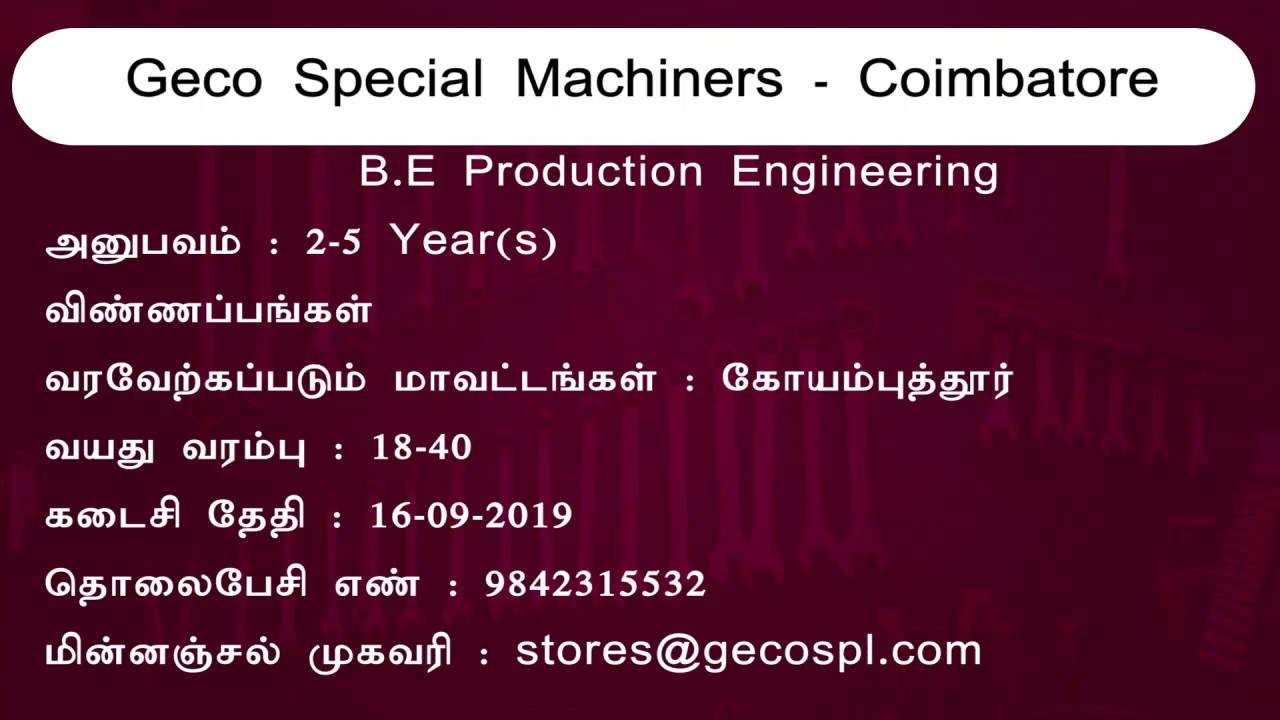 Geco Special Machiners - Coimbatore
B.E Production Engineering
அனுபவம் : 2-5 Year(s)
விண்ணப்பங்கள்
வரவேற்கப்படும் மாவட்டங்கள் : கோயம்புத்தூர்
வயது வரம்பு : 18-40
கடைசி தேதி : 16-09-2019
தொலைபேசி எண் : 9842315532
மின்னஞ்சல் முகவரி : stores@gecospl.com